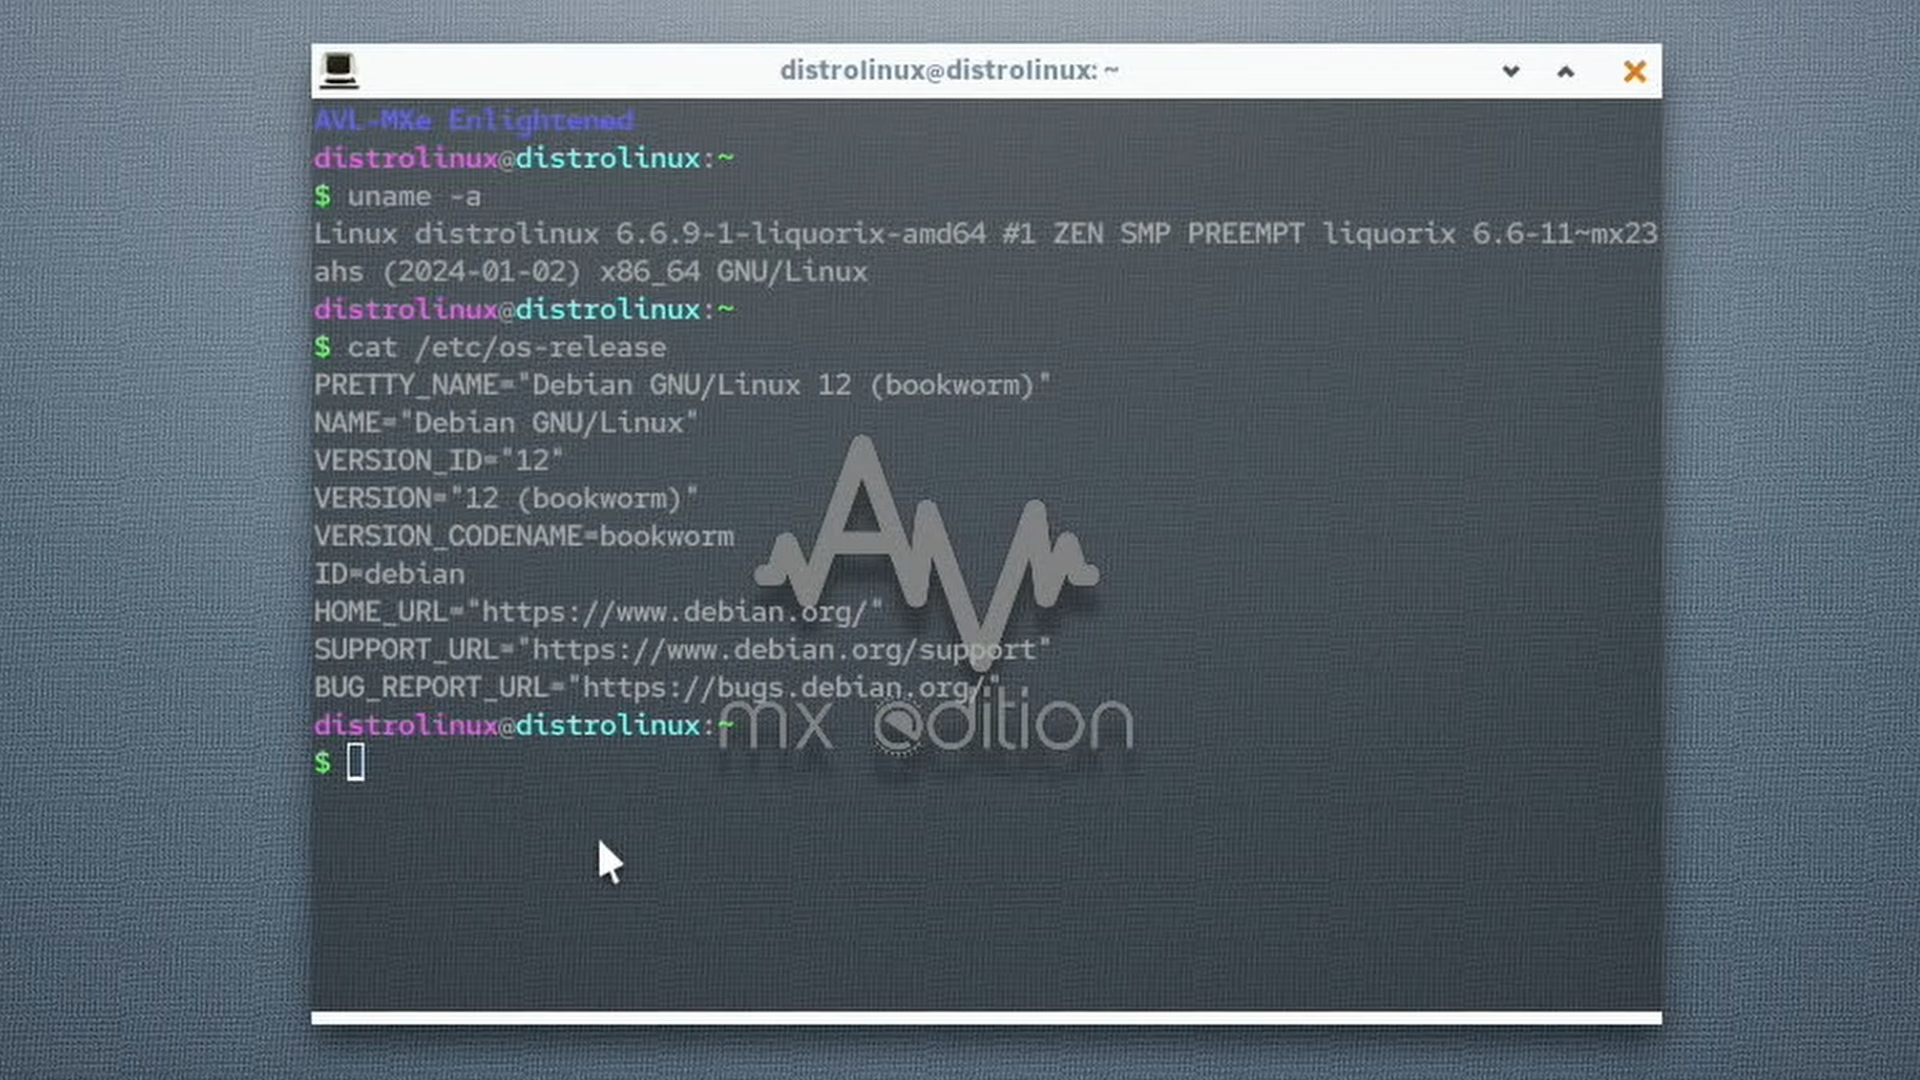 distrolinux@distrolinux: ~
AVL-MXe Enlightened
distrolinux@distrolinux:~
$ uname -a
Linux distrolinux 6.6.9-1-liquorix-amd64 #1 ZEN SMP PREEMPT liquorix 6.6-11~mx23
ahs (2024-01-02) x86_64 GNU/Linux
distrolinux@distrolinux:~
$ cat /etc/os-release
PRETTY_NAME="Debian GNU/Linux 12 (bookworm)"
NAME="Debian GNU/Linux"
VERSION_ID="12"
VERSION="12 (bookworm)"
VERSION_CODENAME=bookworm
ID=debian
HOME_URL="https://www.debian.org/"
SUPPORT_URL="https://www.debian.org/support"
BUG_REPORT_URL="https://bugs.debian.org/"
distrolinux@distrolinux:~
$
AV
mx edition